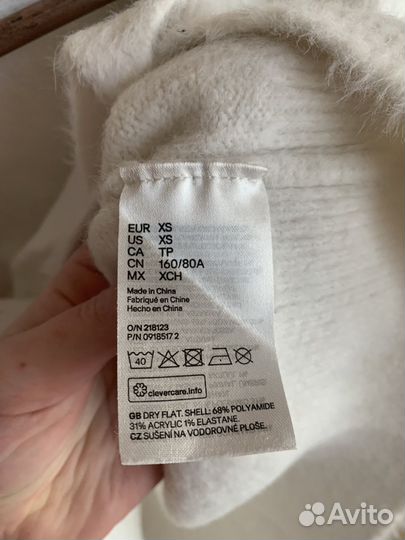 EUR XS
US XS
CA TP
CN 160/80A
MX XCH
Made in China
Fabriqué en Chine
Hecho en China
O/N 218123
P/N 0918517 2
40
clevercare.info
GB DRY FLAT. SHELL: 68% POLYAMIDE
31% ACRYLIC 1% ELASTANE.
CZ SUŠENÍ NA VODOROVNÉ PLOŠE.
Avito